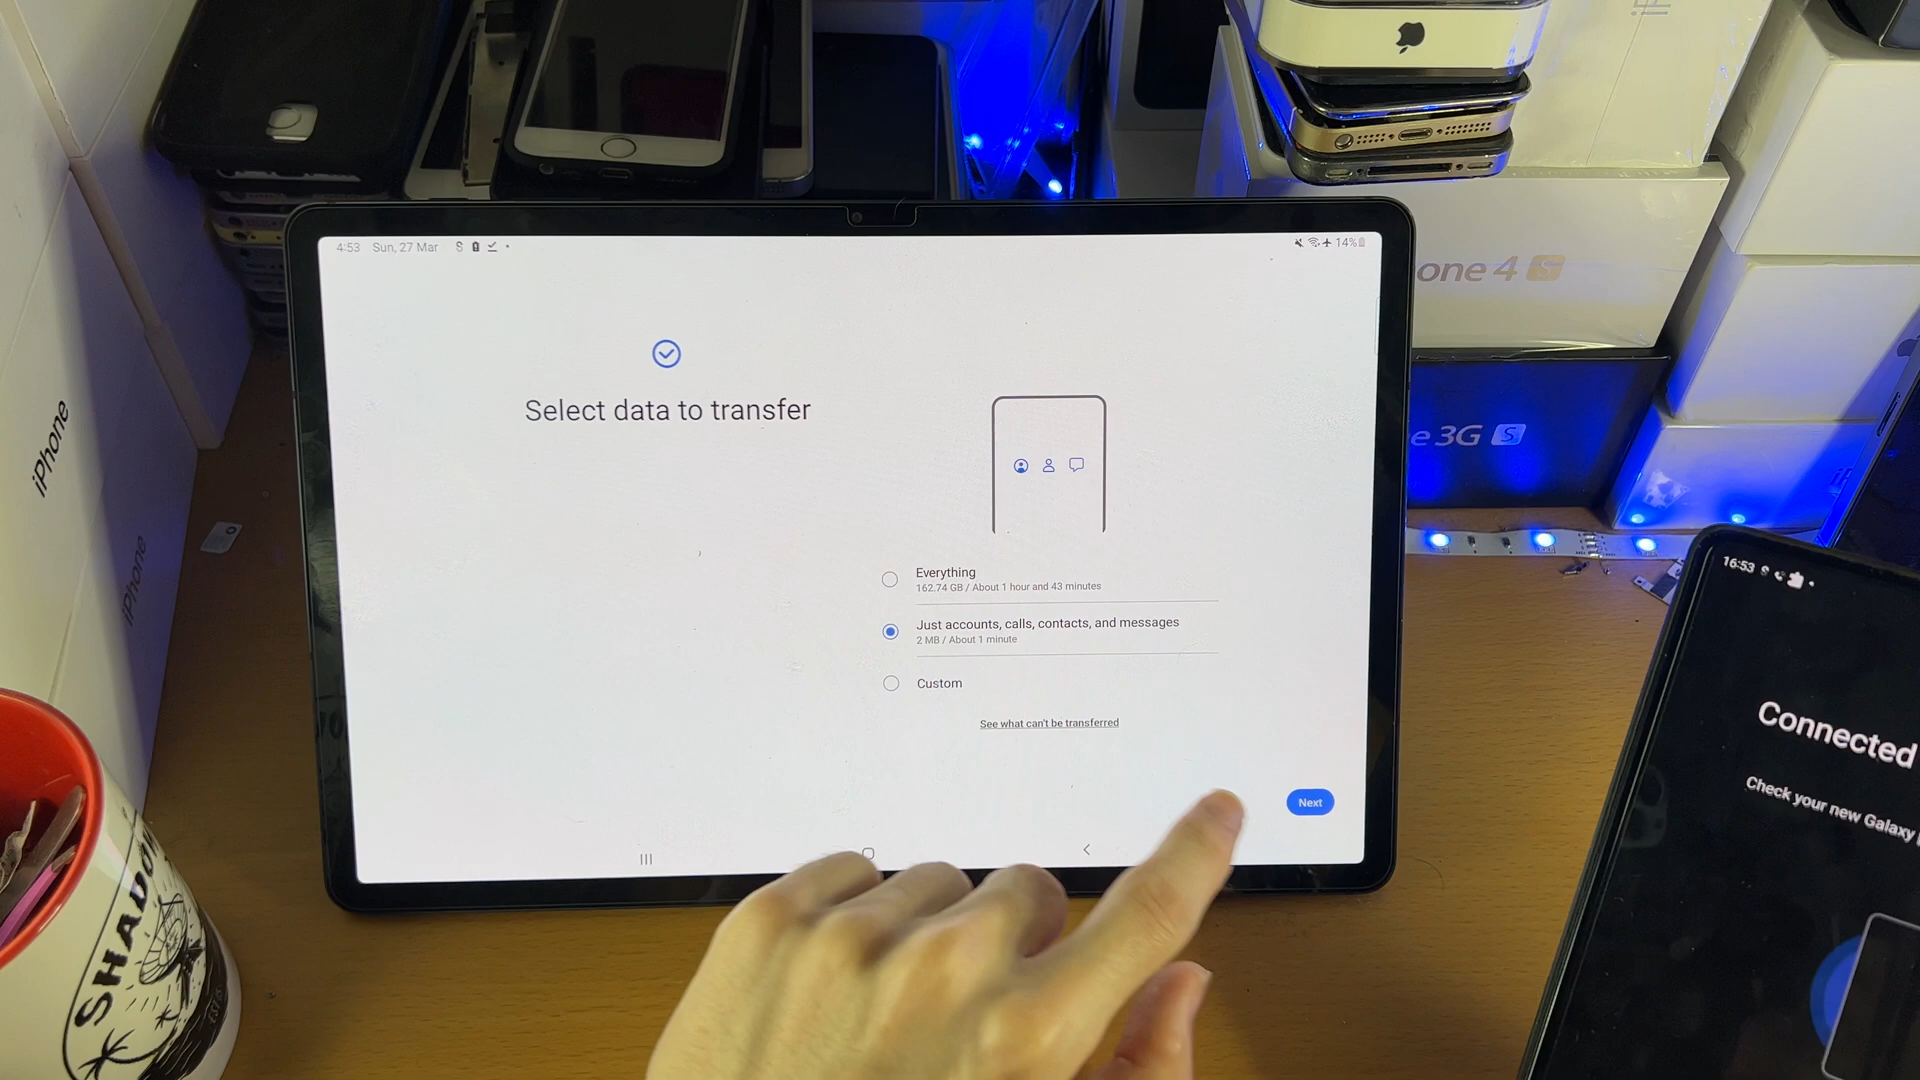 4:53 Sun, 27 Mar
14%
Select data to transfer
Everything
162.74 GB / About 1 hour and 43 minutes
Just accounts, calls, contacts, and messages
2 MB / About 1 minute
Custom
See what can't be transferred
Next
iPhone
iPhone
one 4 S
e 3G S
16:53
Connected
Check your new Galaxy
SHADO